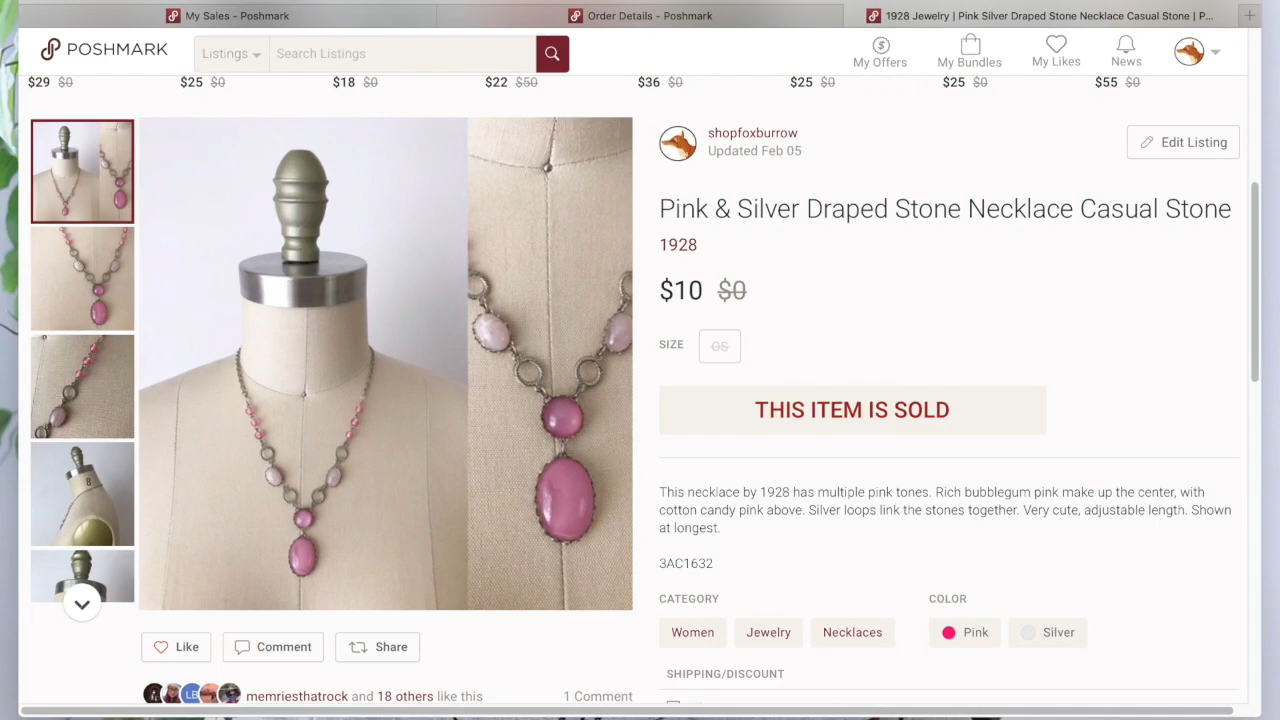 My Sales - Poshmark
Order Details - Poshmark
1928 Jewelry | Pink Silver Draped Stone Necklace Casual Stone | P...
POSHMARK
Listings
Search Listings
My Offers
My Bundles
My Likes
News
$29 $0
$25 $0
$18 $0
$22 $50
$36 $0
$25 $0
$25 $0
$55 $0
shopfoxburrow
Updated Feb 05
Edit Listing
Pink & Silver Draped Stone Necklace Casual Stone
1928
$10 $0
SIZE OS
THIS ITEM IS SOLD
This necklace by 1928 has multiple pink tones. Rich bubblegum pink make up the center, with
cotton candy pink above. Silver loops link the stones together. Very cute, adjustable length. Shown
at longest.
3AC1632
CATEGORY
Women
Jewelry
Necklaces
COLOR
Pink
Silver
SHIPPING/DISCOUNT
8
Like
Comment
Share
LB
memriesthatrock and 18 others like this
1 Comment